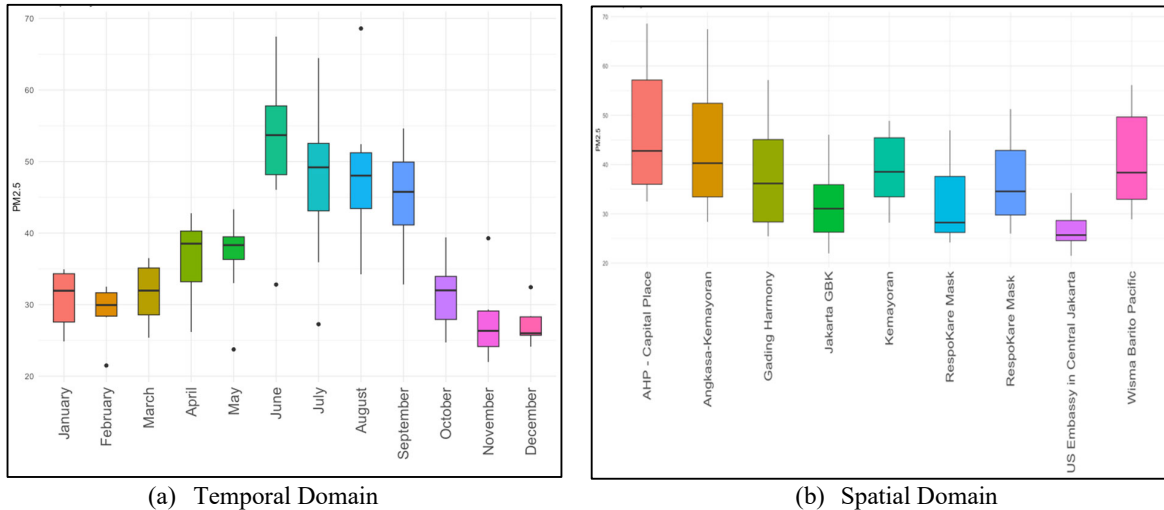 70
60
50
40
30
20
PM2.5
January
February
March
April
May
June
July
August
September
October
November
December
(a) Temporal Domain
70
60
50
40
30
20
PM2.5
AHP - Capital Place
Angkasa-Kemayoran
Gading Harmony
Jakarta GBK
Kemayoran
RespoKare Mask
RespoKare Mask
US Embassy in Central Jakarta
Wisma Barito Pacific
(b) Spatial Domain